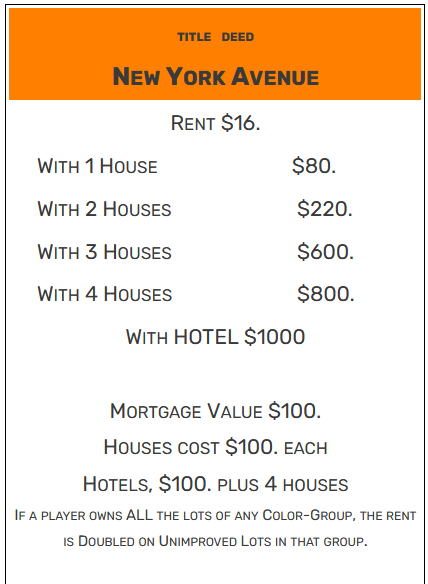 TITLE DEED
NEW YORK AVENUE
RENT $16.
WITH 1 HOUSE $80.
WITH 2 HOUSES $220.
WITH 3 HOUSES $600.
WITH 4 HOUSES $800.
WITH HOTEL $1000
MORTGAGE VALUE $100.
HOUSES COST $100. EACH
HOTELS, $100. PLUS 4 HOUSES
IF A PLAYER OWNS ALL THE LOTS OF ANY COLOR-GROUP, THE RENT
IS DOUBLED ON UNIMPROVED LOTS IN THAT GROUP.